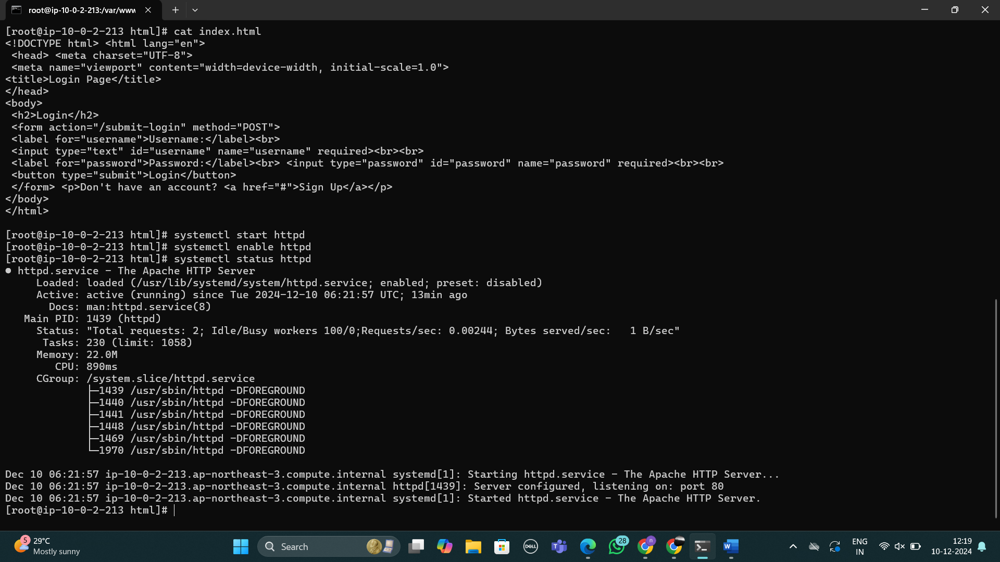 root@ip-10-0-2-213:/var/www
[root@ip-10-0-2-213 html]# cat index.html
<!DOCTYPE html> <html lang="en">
 <head> <meta charset="UTF-8">
 <meta name="viewport" content="width=device-width, initial-scale=1.0">
<title>Login Page</title>
</head>
<body>
 <h2>Login</h2>
 <form action="/submit-login" method="POST">
 <label for="username">Username:</label><br>
 <input type="text" id="username" name="username" required><br><br>
 <label for="password">Password:</label><br> <input type="password" id="password" name="password" required><br><br>
 <button type="submit">Login</button>
 </form> <p>Don't have an account? <a href="#">Sign Up</a></p>
</body>
</html>
[root@ip-10-0-2-213 html]# systemctl start httpd
[root@ip-10-0-2-213 html]# systemctl enable httpd
[root@ip-10-0-2-213 html]# systemctl status httpd
● httpd.service - The Apache HTTP Server
     Loaded: loaded (/usr/lib/systemd/system/httpd.service; enabled; preset: disabled)
     Active: active (running) since Tue 2024-12-10 06:21:57 UTC; 13min ago
       Docs: man:httpd.service(8)
   Main PID: 1439 (httpd)
     Status: "Total requests: 2; Idle/Busy workers 100/0;Requests/sec: 0.00244; Bytes served/sec:   1 B/sec"
      Tasks: 230 (limit: 1058)
     Memory: 22.0M
        CPU: 890ms
     CGroup: /system.slice/httpd.service
             ├─1439 /usr/sbin/httpd -DFOREGROUND
             ├─1440 /usr/sbin/httpd -DFOREGROUND
             ├─1441 /usr/sbin/httpd -DFOREGROUND
             ├─1448 /usr/sbin/httpd -DFOREGROUND
             ├─1469 /usr/sbin/httpd -DFOREGROUND
             └─1970 /usr/sbin/httpd -DFOREGROUND
Dec 10 06:21:57 ip-10-0-2-213.ap-northeast-3.compute.internal systemd[1]: Starting httpd.service - The Apache HTTP Server...
Dec 10 06:21:57 ip-10-0-2-213.ap-northeast-3.compute.internal httpd[1439]: Server configured, listening on: port 80
Dec 10 06:21:57 ip-10-0-2-213.ap-northeast-3.compute.internal systemd[1]: Started httpd.service - The Apache HTTP Server.
[root@ip-10-0-2-213 html]#
5
29°C
Mostly sunny
Search
DELL
T
28
n
W
ENG
IN
12:19
10-12-2024